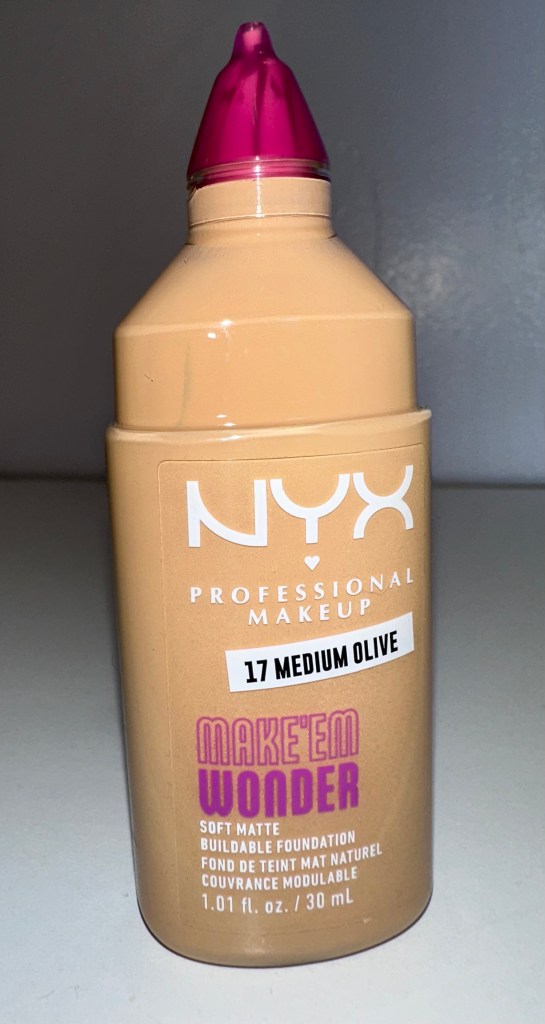 NYX
PROFESSIONAL
MAKEUP
17 MEDIUM OLIVE
MAKE'EM
WONDER
SOFT MATTE
BUILDABLE FOUNDATION
FOND DE TEINT MAT NATUREL
COUVRANCE MODULABLE
1.01 fl. oz. / 30 mL